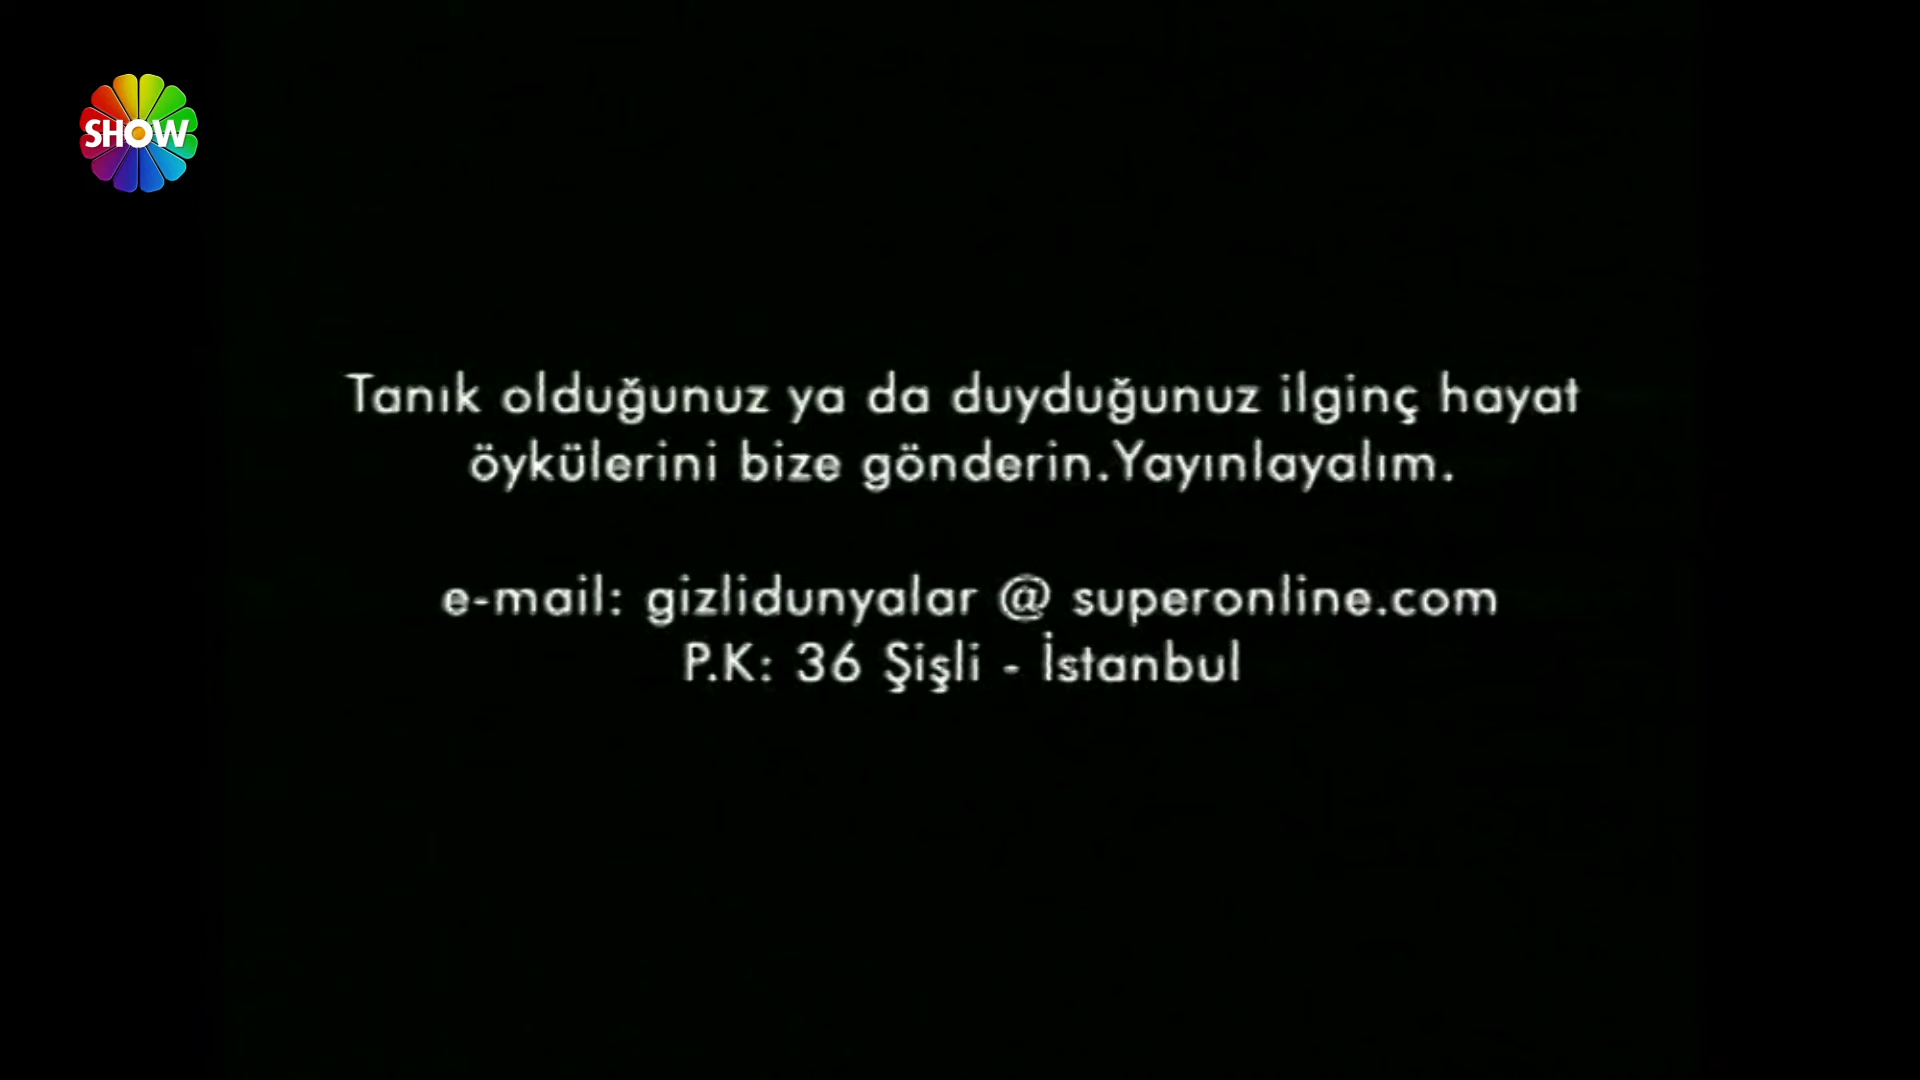 SHOW
Tanık olduğunuz ya da duyduğunuz ilginç hayat
öykülerini bize gönderin.Yayınlayalım.
e-mail: gizlidunyalar @ superonline.com
P.K: 36 Şişli - İstanbul